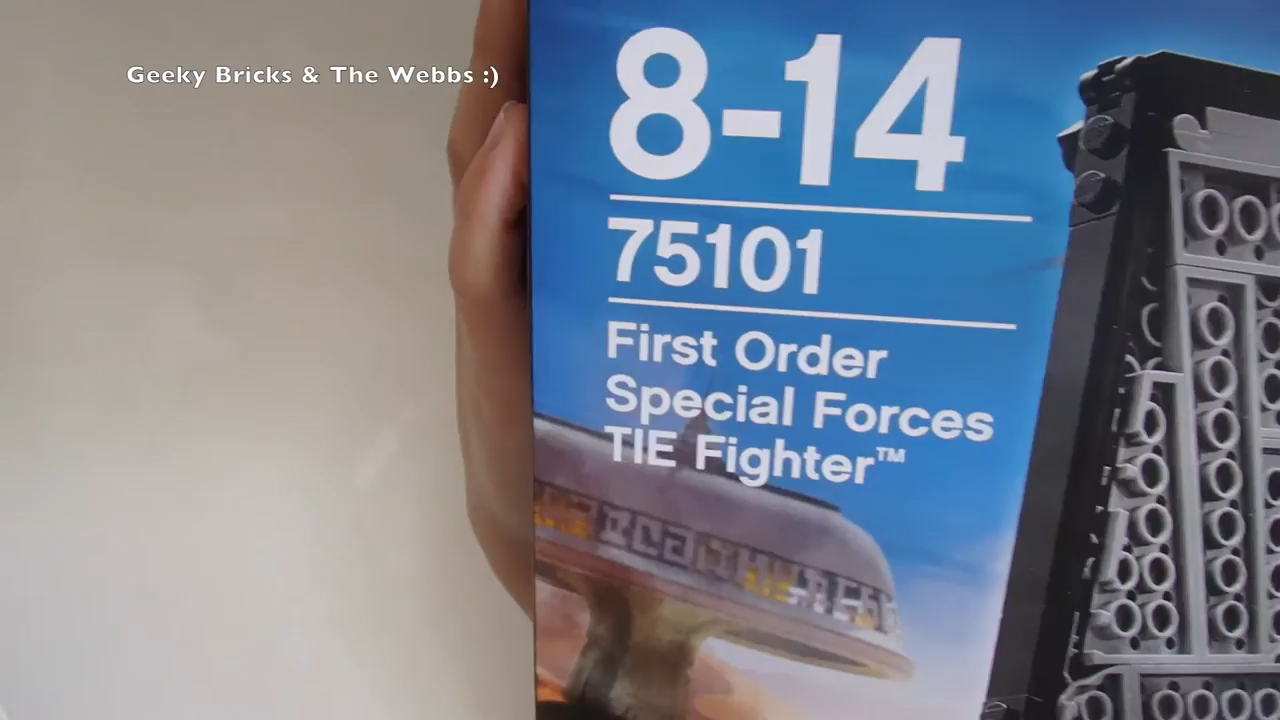 Geeky Bricks & The Webbs :)
8-14
75101
First Order
Special Forces
TIE Fighter™